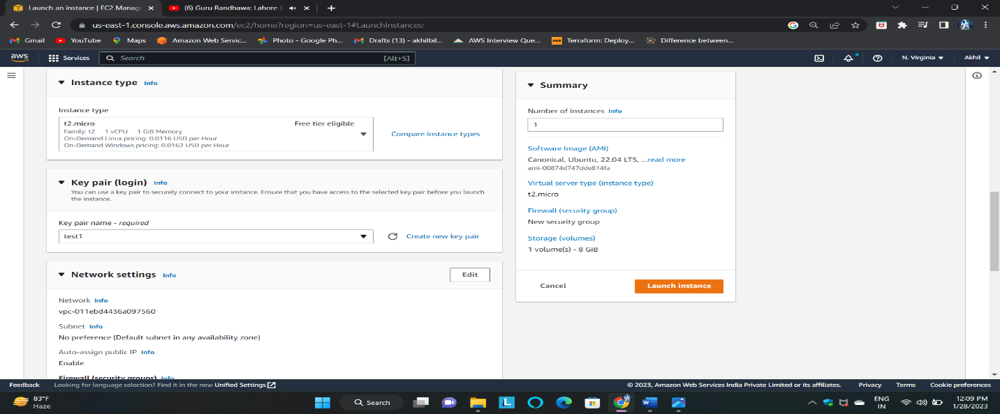 Launch an instance | EC2 Manag
(6) Guru Randhawa: Lahore (
us-east-1.console.aws.amazon.com/ec2/home?region=us-east-1#LaunchInstances:
Gmail YouTube Maps Amazon Web Servic... Photo - Google Ph... Drafts (13) - akhilbil... AWS Interview Que... Terraform: Deploy... Difference between...
aws Services Search [Alt+S] N. Virginia Akhil
Instance type Info
Instance type
t2.micro Free tier eligible
Family: t2 1 vCPU 1 GiB Memory
On-Demand Linux pricing: 0.0116 USD per Hour
On-Demand Windows pricing: 0.0162 USD per Hour
Compare instance types
Key pair (login) Info
You can use a key pair to securely connect to your instance. Ensure that you have access to the selected key pair before you launch
the instance.
Key pair name - required
test1
Create new key pair
Network settings Info
Edit
Network Info
vpc-011ebd4436a097560
Subnet Info
No preference (Default subnet in any availability zone)
Auto-assign public IP Info
Enable
Firewall (security groups) Info
Summary
Number of instances Info
1
Software Image (AMI)
Canonical, Ubuntu, 22.04 LTS, ...read more
ami-00874d747dde814fa
Virtual server type (instance type)
t2.micro
Firewall (security group)
New security group
Storage (volumes)
1 volume(s) - 8 GiB
Cancel Launch instance
Feedback Looking for language selection? Find it in the new Unified Settings © 2023, Amazon Web Services India Private Limited or its affiliates. Privacy Terms Cookie preferences
83°F
Haze
Search
ENG
IN
12:09 PM
1/28/2023